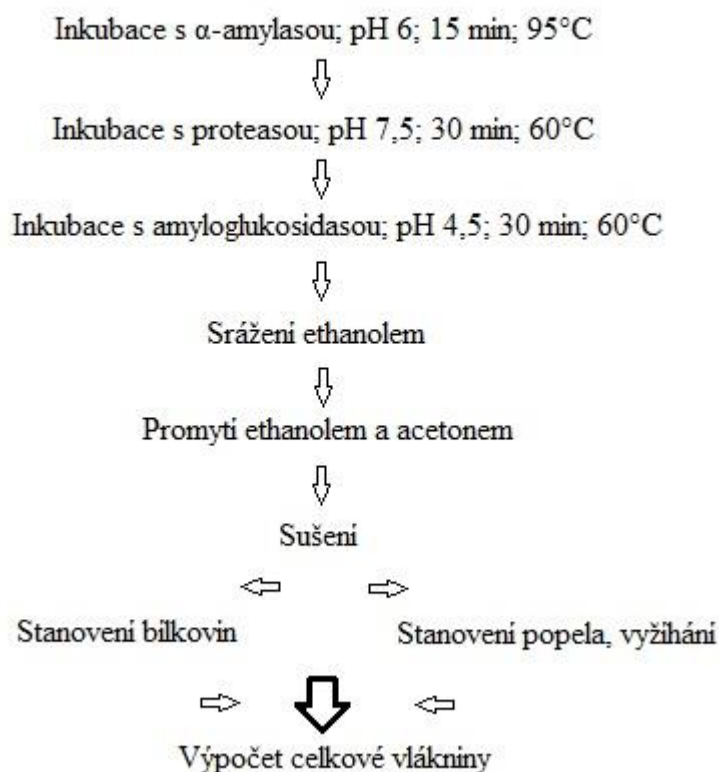 Inkubace s α-amylasou; pH 6; 15 min; 95°C
Inkubace s proteasou; pH 7,5; 30 min; 60°C
Inkubace s amyloglukosidasou; pH 4,5; 30 min; 60°C
Srážení ethanolem
Promytí ethanolem a acetonem
Sušení
Stanovení bílkovin
Stanovení popela, vyžíhání
Výpočet celkové vlákniny